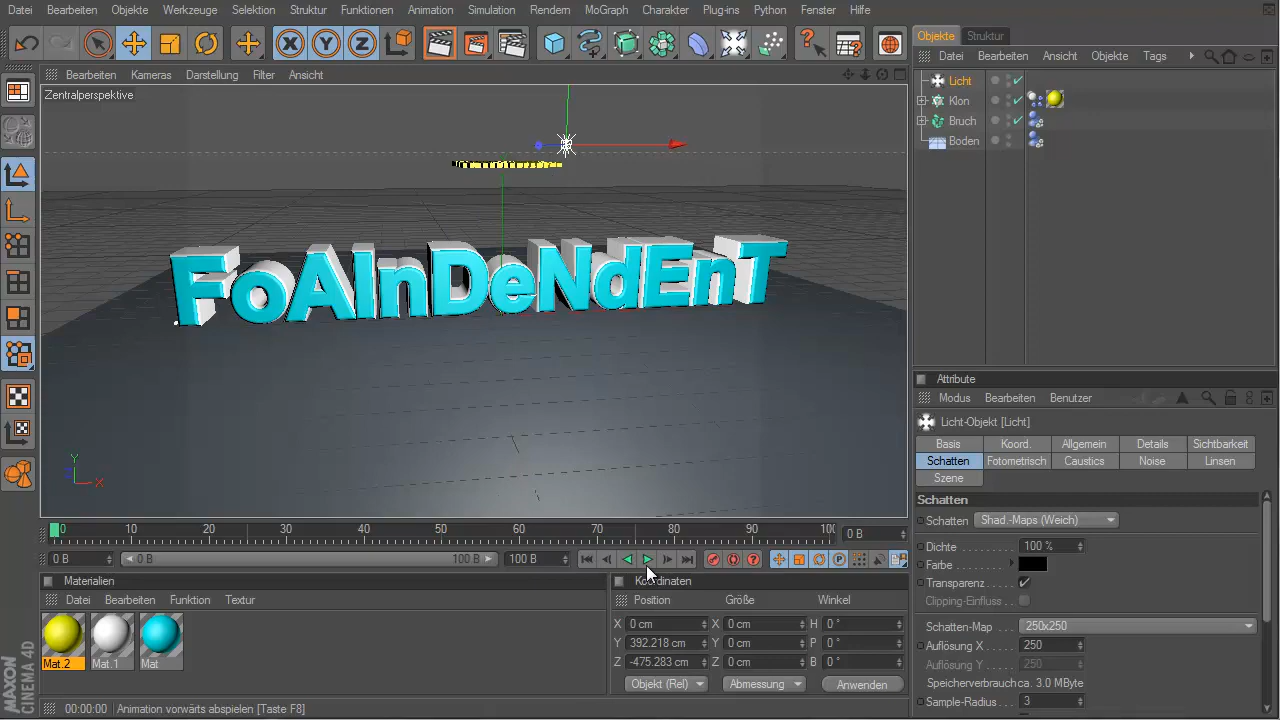 Datei Bearbeiten Objekte Werkzeuge Selektion Struktur Funktionen Animation Simulation Rendern MoGraph Charakter Plug-ins Python Fenster Hilfe
X Y Z
Objekte Struktur
Datei Bearbeiten Ansicht Objekte Tags
Licht
Klon
Bruch
Boden
Bearbeiten Kameras Darstellung Filter Ansicht
Zentralperspektive
FoAInDeNdEnT
Y
X
0 10 20 30 40 50 60 70 80 90 100 0 B
0 B 0 B 100 B 100 B
Materialien
Datei Bearbeiten Funktion Textur
Mat.2 Mat.1 Mat
Koordinaten
Position Größe Winkel
X 0 cm X 0 cm H 0 °
Y 392.218 cm Y 0 cm P 0 °
Z -475.283 cm Z 0 cm B 0 °
Objekt (Rel) Abmessung Anwenden
Attribute
Modus Bearbeiten Benutzer
Licht-Objekt [Licht]
Basis Koord. Allgemein Details Sichtbarkeit
Schatten Fotometrisch Caustics Noise Linsen
Szene
Schatten
Schatten Shad.-Maps (Weich)
Dichte 100 %
Farbe
Transparenz
Clipping-Einfluss
Schatten-Map 250x250
Auflösung X 250
Auflösung Y 250
Speicherverbrauch ca. 3.0 MByte
Sample-Radius 3
MAXON
CINEMA 4D
00:00:00 Animation vorwärts abspielen [Taste F8]